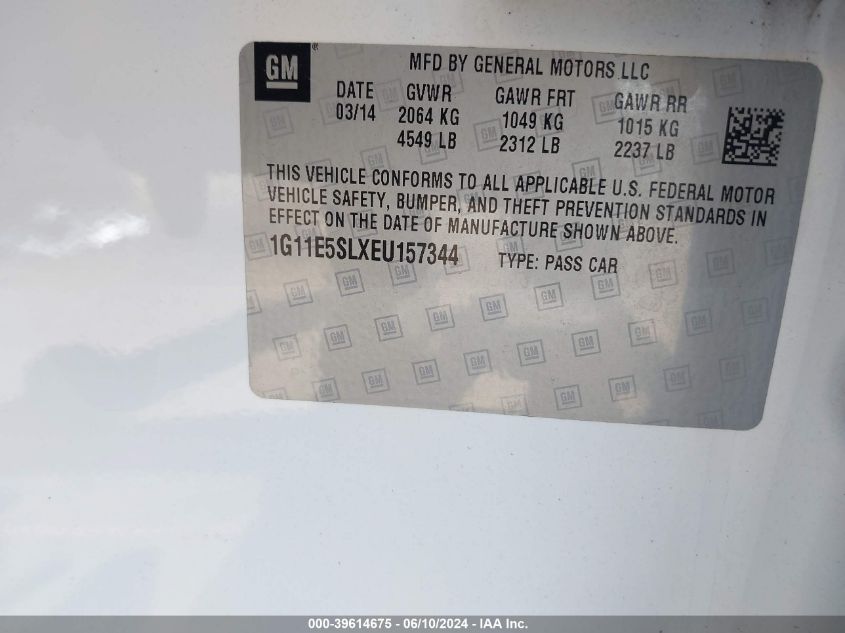 GM ® MFD BY GENERAL MOTORS LLC
DATE GVWR GAWR FRT GAWR RR
03/14 2064 KG 1049 KG 1015 KG
4549 LB 2312 LB 2237 LB
THIS VEHICLE CONFORMS TO ALL APPLICABLE U.S. FEDERAL MOTOR
VEHICLE SAFETY, BUMPER, AND THEFT PREVENTION STANDARDS IN
EFFECT ON THE DATE OF MANUFACTURE SHOWN ABOVE.
1G11E5SLXEU157344 TYPE: PASS CAR
000-39614675 - 06/10/2024 - IAA Inc.